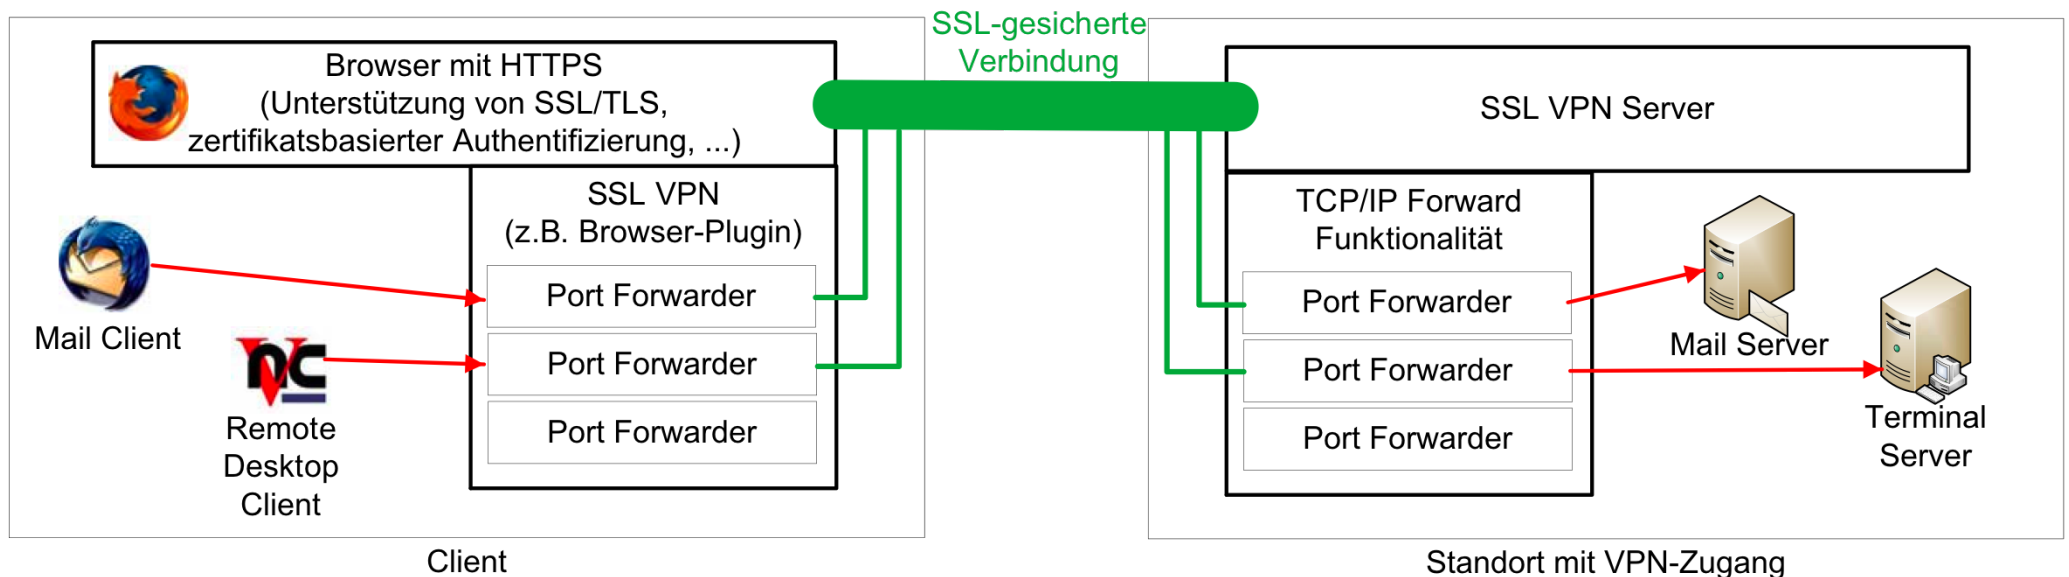 SSL-gesicherte
Verbindung
Browser mit HTTPS
(Unterstützung von SSL/TLS,
zertifikatsbasierter Authentifizierung, ...)
SSL VPN
(z.B. Browser-Plugin)
Port Forwarder
Port Forwarder
Port Forwarder
Mail Client
VNC
Remote
Desktop
Client
Client
SSL VPN Server
TCP/IP Forward
Funktionalität
Port Forwarder
Port Forwarder
Port Forwarder
Mail Server
Terminal
Server
Standort mit VPN-Zugang